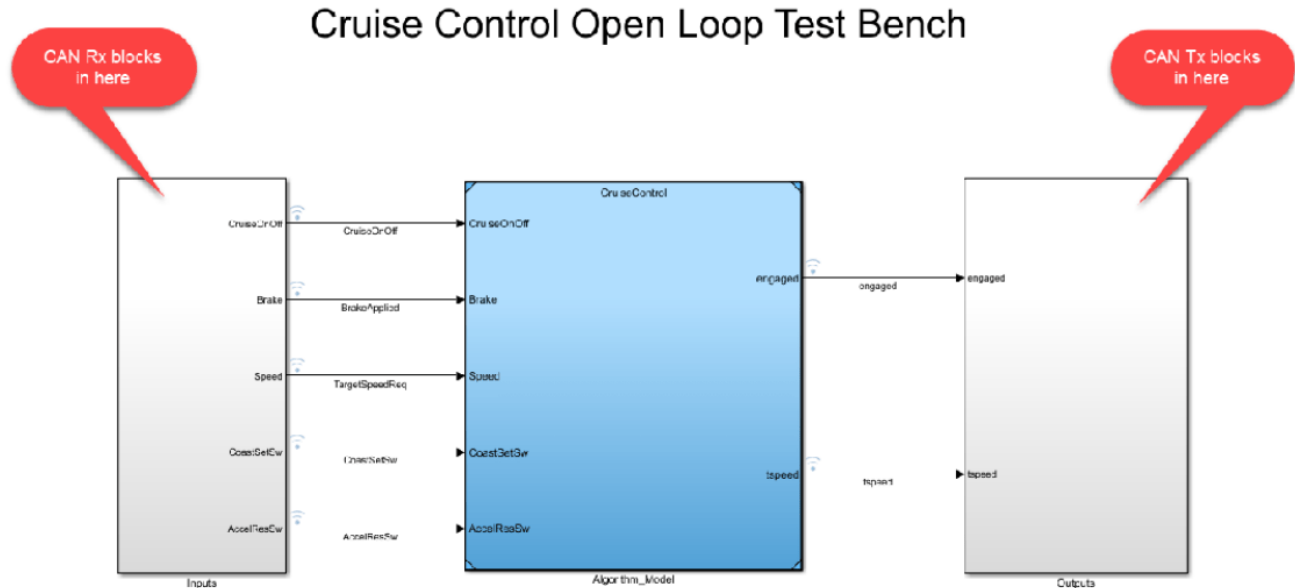 Cruise Control Open Loop Test Bench
CAN Rx blocks
in here
CAN Tx blocks
in here
CruiseControl
CruiseOnOff
CruiseOnOff
CruiseOnOff
engaged
engaged
engaged
Brake
BrakeApplied
Brake
Speed
TargetSpeedReq
Speed
CoastSetSw
CoastSetSw
CoastSetSw
tspeed
tspeed
tspeed
AccelResSw
AccelResSw
AccelResSw
Inputs
Algorithm_Model
Outputs